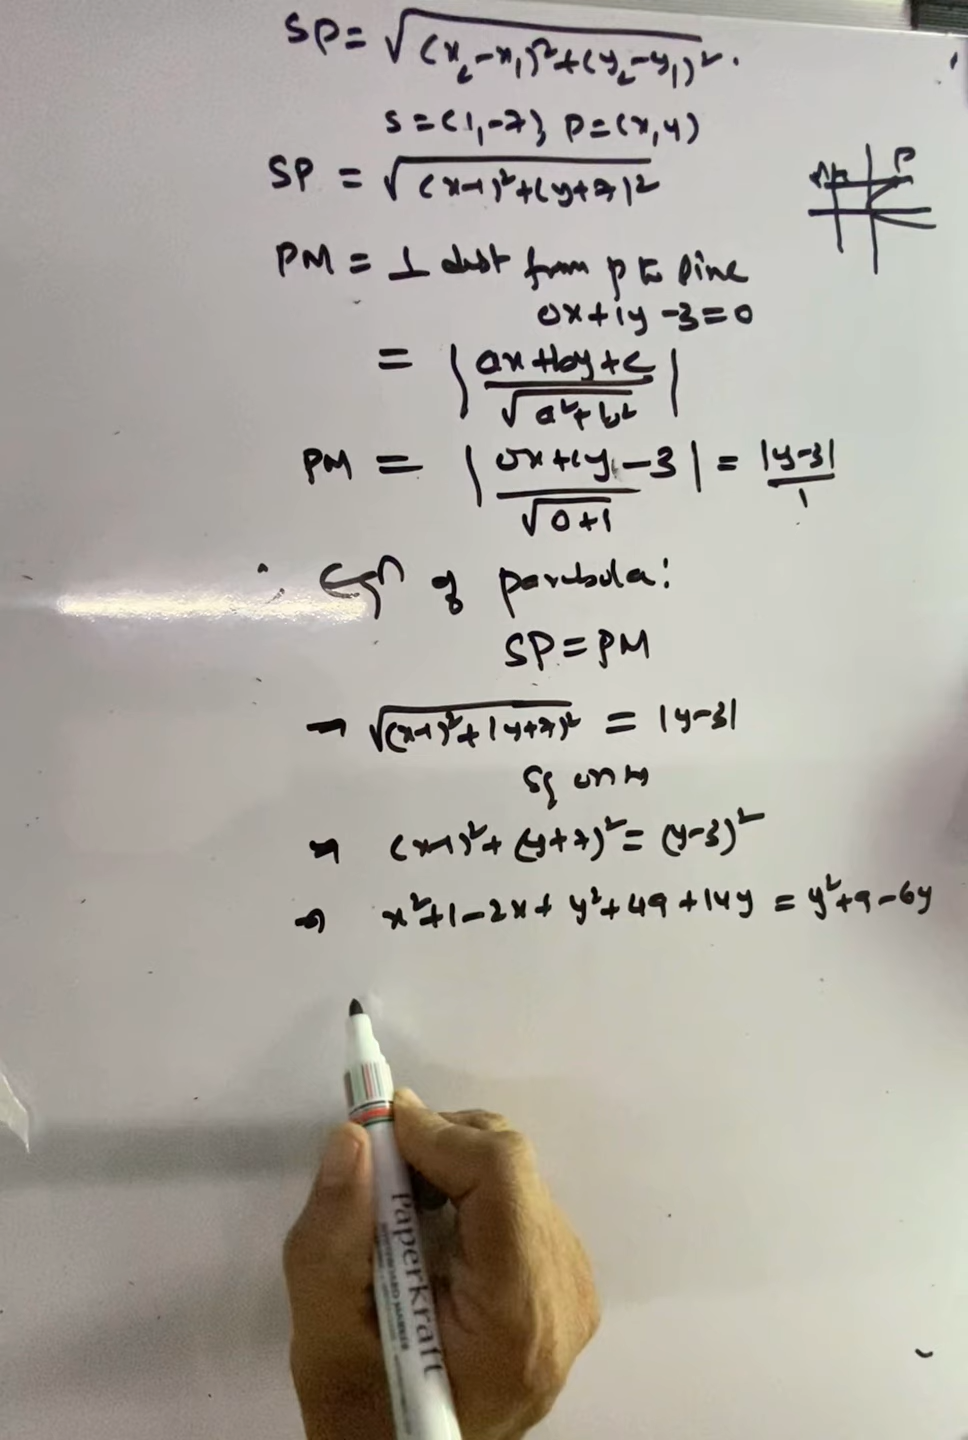 SP = √(x₂-x₁)²+(y₂-y₁)².
S = (1,-7), P = (x,y)
P
SP = √(x-1)²+(y+7)²
PM = ⊥ dist from P to line
0x+1y-3=0
= |ax+by+c/√a²+b²|
PM = |0x+1y-3/√0+1| = |y-3|/1
∴ Eqn of parabola:
SP = PM
→ √(x-1)²+(y+7)² = |y-3|
Sq on
⇒ (x-1)²+(y+7)² = (y-3)²
⇒ x²+1-2x+y²+49+14y = y²+9-6y
Paperkraft
WHITEBOARD MARKER